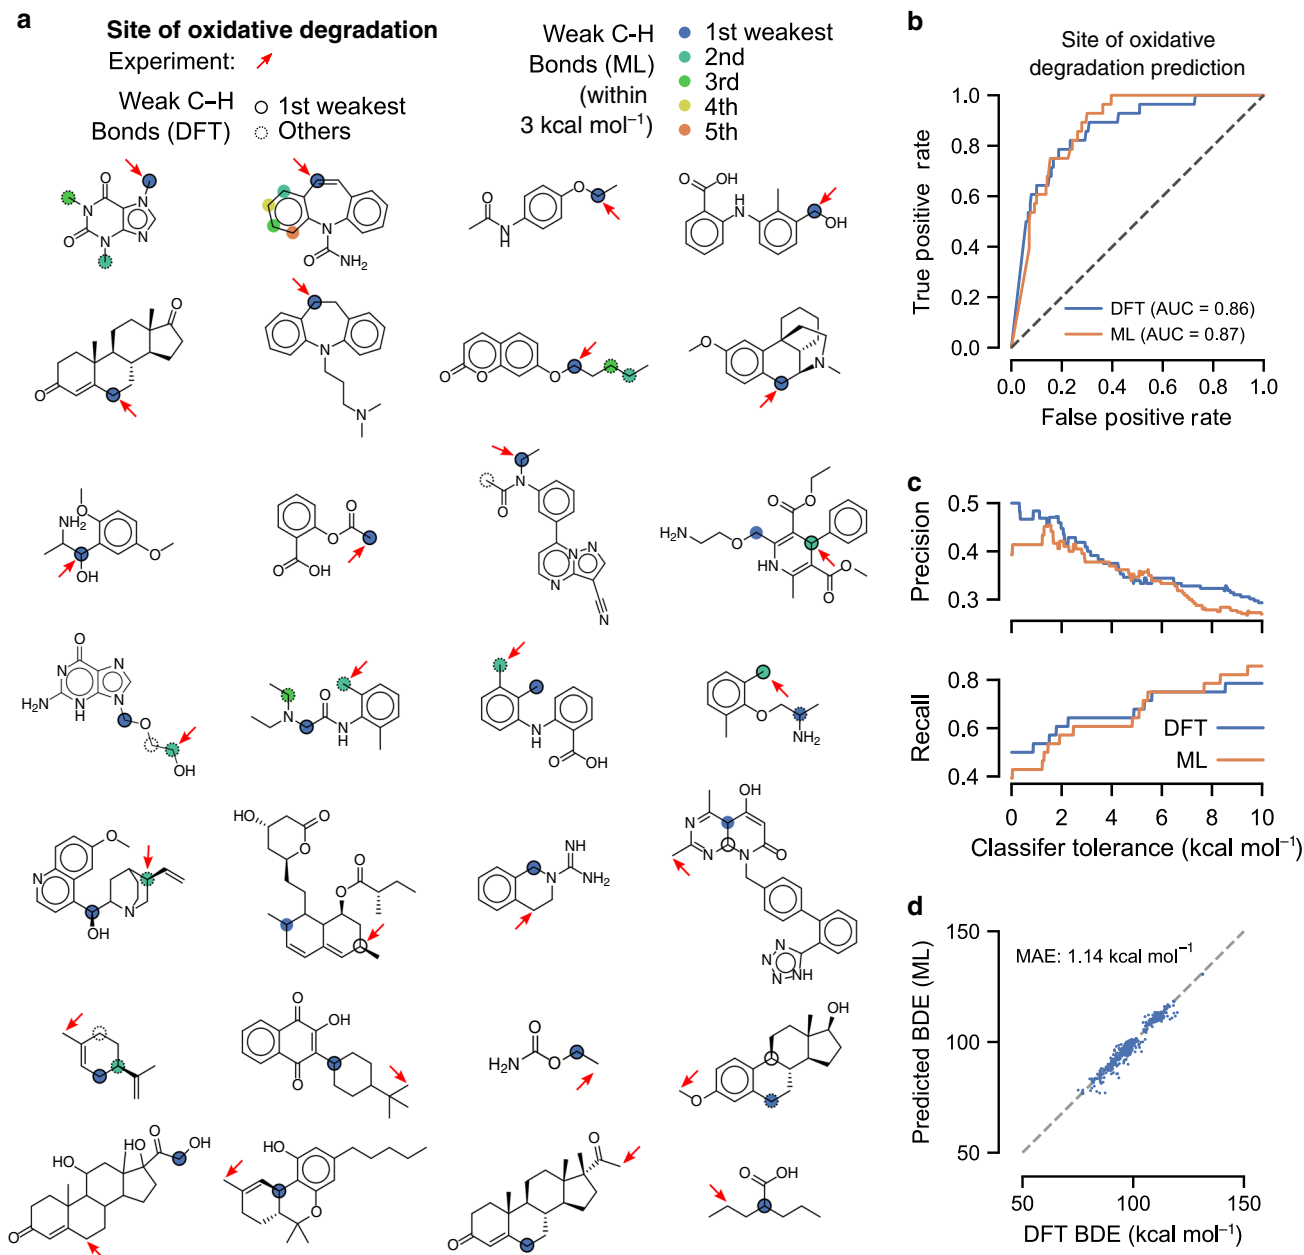 a
Site of oxidative degradation
Experiment:
Weak C–H
Bonds (DFT)
1st weakest
Others
Weak C-H
Bonds (ML)
(within
3 kcal mol⁻¹)
1st weakest
2nd
3rd
4th
5th
O
N
N
O
N
N
N
O
NH₂
O
O
N
H
O
OH
H
N
OH
O
O
N
N
O
O
O
O
N
O
NH₂
OH
O
O
O
O
OH
N
O
N
N
N
N
O
O
H₂N
O
HN
O
O
O
N
N
H₂N
N
H
N
O
OH
N
O
N
H
N
H
O
OH
O
NH₂
O
N
N
OH
HO
O
O
O
O
NH
N
NH₂
OH
N
N
N
O
N
N
N
N
NH
O
OH
O
O
H₂N
O
OH
O
O
OH
HO
OH
O
HO
O
O
O
O
OH
b
Site of oxidative
degradation prediction
True positive rate
1.0
0.8
0.6
0.4
0.2
0.0
DFT (AUC = 0.86)
ML (AUC = 0.87)
0.0 0.2 0.4 0.6 0.8 1.0
False positive rate
c
Precision
0.5
0.4
0.3
Recall
0.8
0.6
0.4
DFT
ML
0 2 4 6 8 10
Classifer tolerance (kcal mol⁻¹)
d
Predicted BDE (ML)
150
100
50
MAE: 1.14 kcal mol⁻¹
50 100 150
DFT BDE (kcal mol⁻¹)